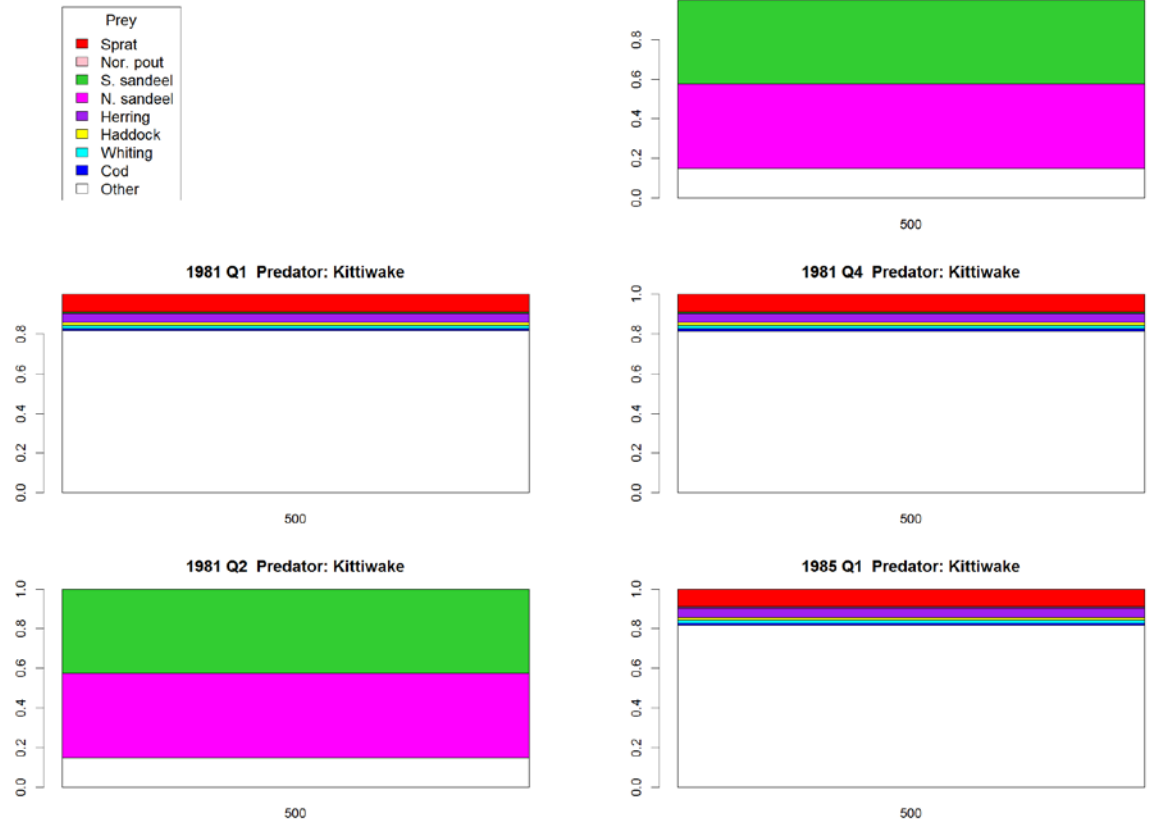 Prey
Sprat
Nor. pout
S. sandeel
N. sandeel
Herring
Haddock
Whiting
Cod
Other
0.8
0.6
0.4
0.2
0.0
500
1981 Q1 Predator: Kittiwake
0.8
0.6
0.4
0.2
0.0
500
1981 Q4 Predator: Kittiwake
1.0
0.8
0.6
0.4
0.2
0.0
500
1981 Q2 Predator: Kittiwake
1.0
0.8
0.6
0.4
0.2
0.0
500
1985 Q1 Predator: Kittiwake
1.0
0.8
0.6
0.4
0.2
0.0
500